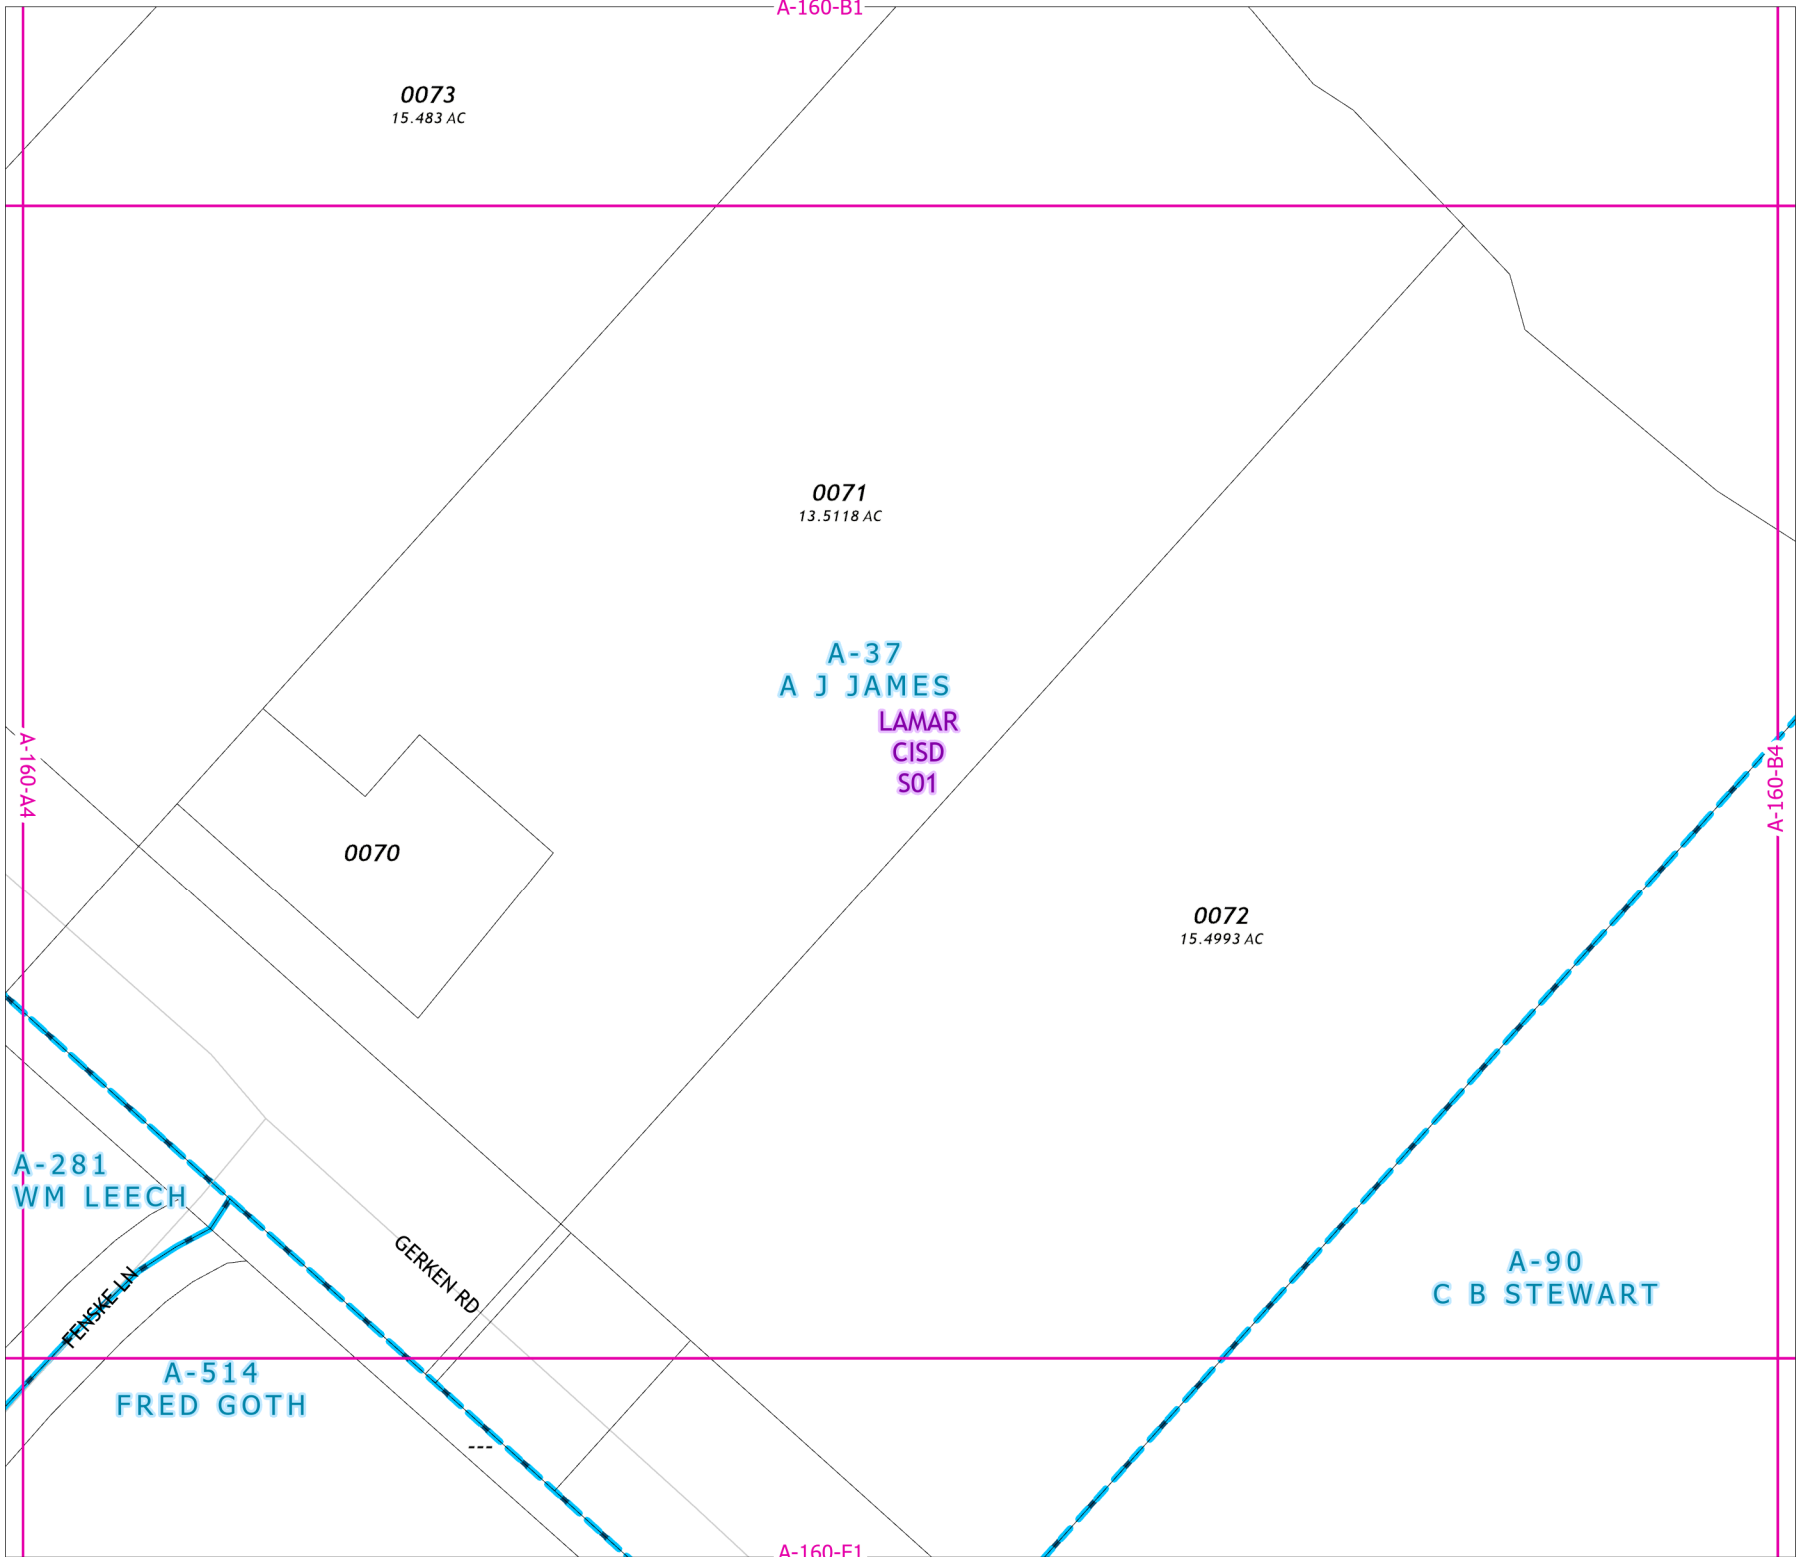 A-160-B1
0073
15.483 AC
0071
13.5118 AC
A-37
A J JAMES
LAMAR
CISD
S01
A-160-A4
A-160-B4
0070
0072
15.4993 AC
A-281
WM LEECH
GERKEN RD
FENSKE LN
A-90
C B STEWART
A-514
FRED GOTH
---
A-160-F1